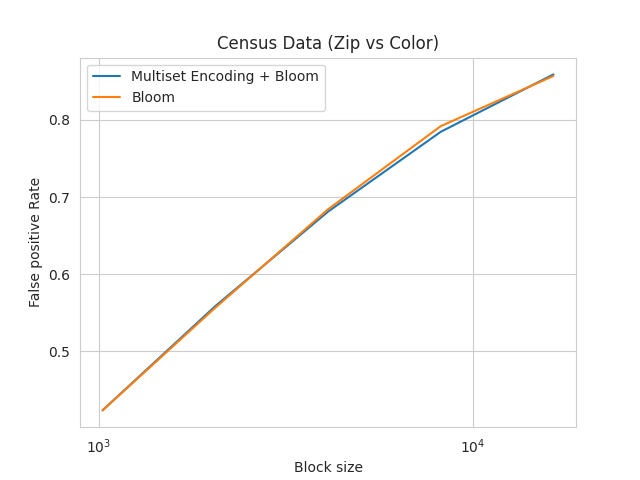 Census Data (Zip vs Color)
Multiset Encoding + Bloom
Bloom
False positive Rate
0.8
0.7
0.6
0.5
10³
10⁴
Block size